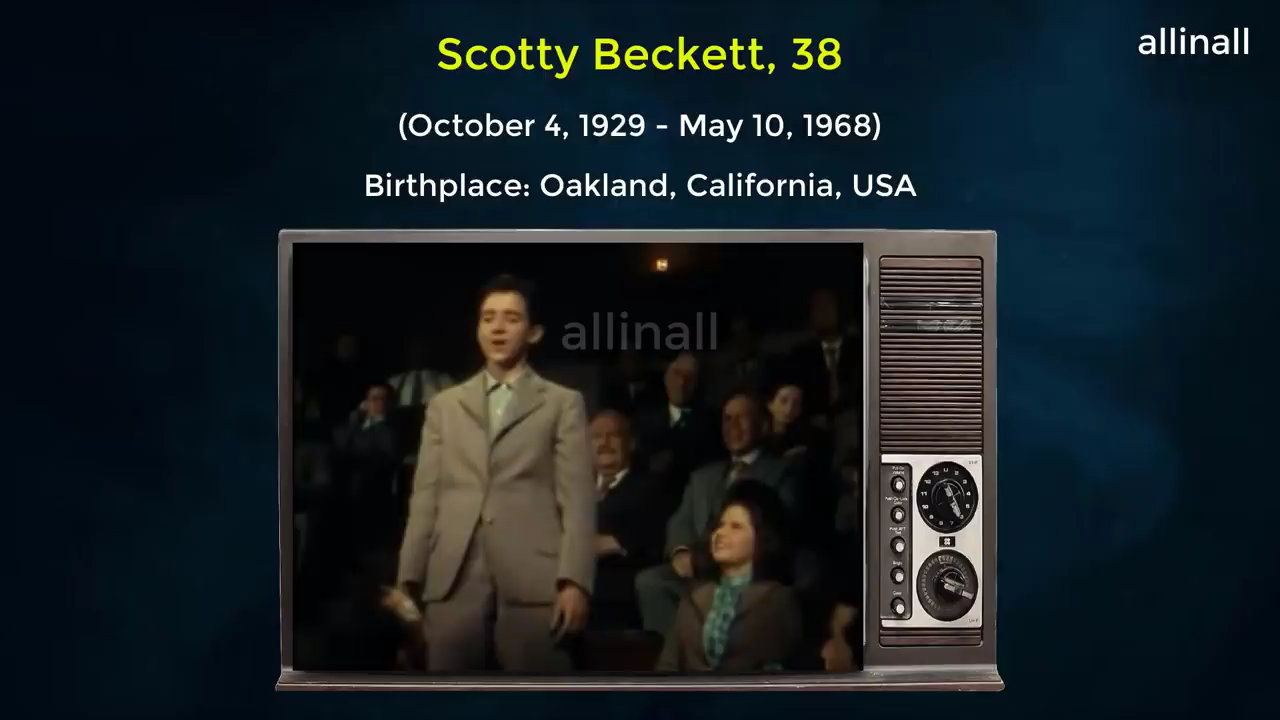 Scotty Beckett, 38
allinall
(October 4, 1929 - May 10, 1968)
Birthplace: Oakland, California, USA
allinall